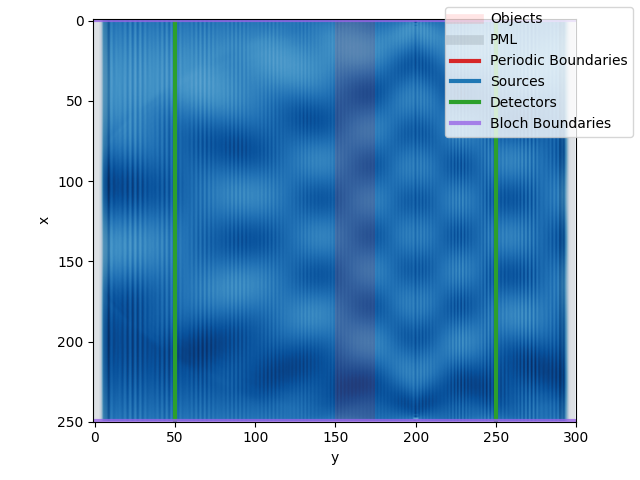 Objects
PML
Periodic Boundaries
Sources
Detectors
Bloch Boundaries
0
50
100
150
200
250
x
0 50 100 150 200 250 300
y